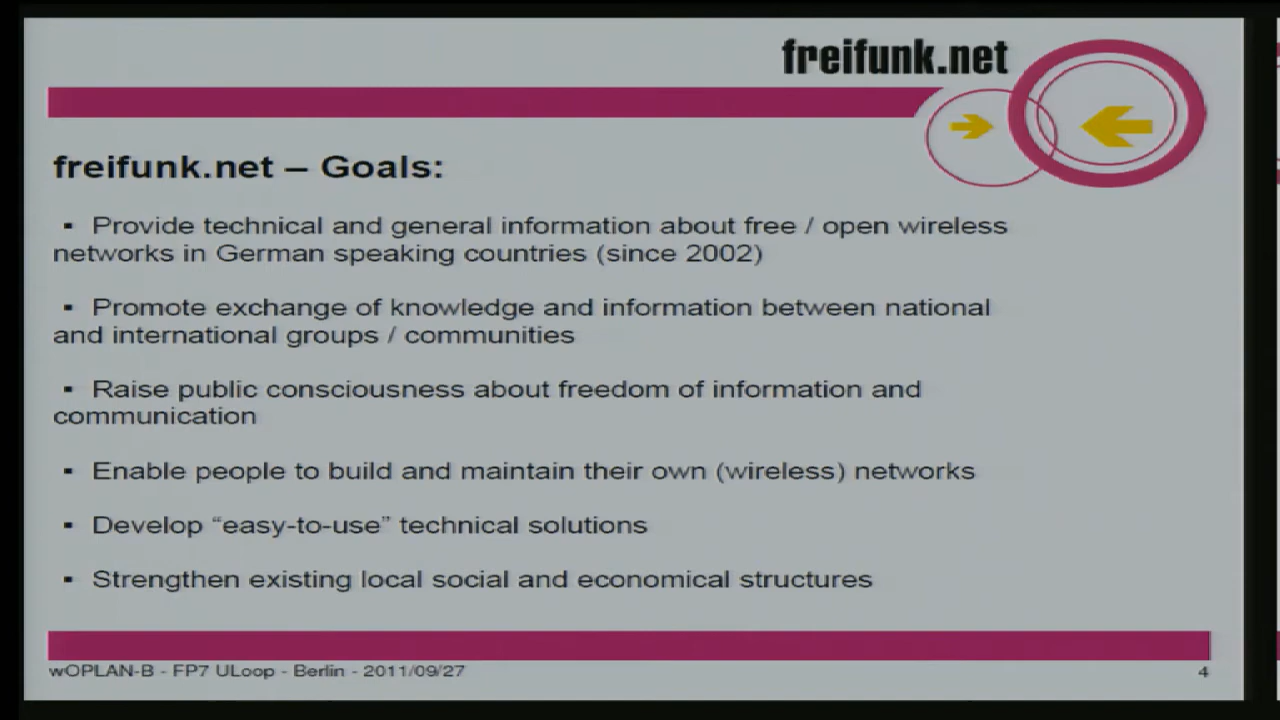 freifunk.net
freifunk.net – Goals:
▪ Provide technical and general information about free / open wireless
networks in German speaking countries (since 2002)
▪ Promote exchange of knowledge and information between national
and international groups / communities
▪ Raise public consciousness about freedom of information and
communication
▪ Enable people to build and maintain their own (wireless) networks
▪ Develop “easy-to-use” technical solutions
▪ Strengthen existing local social and economical structures
wOPLAN-B - FP7 ULoop - Berlin - 2011/09/27
4